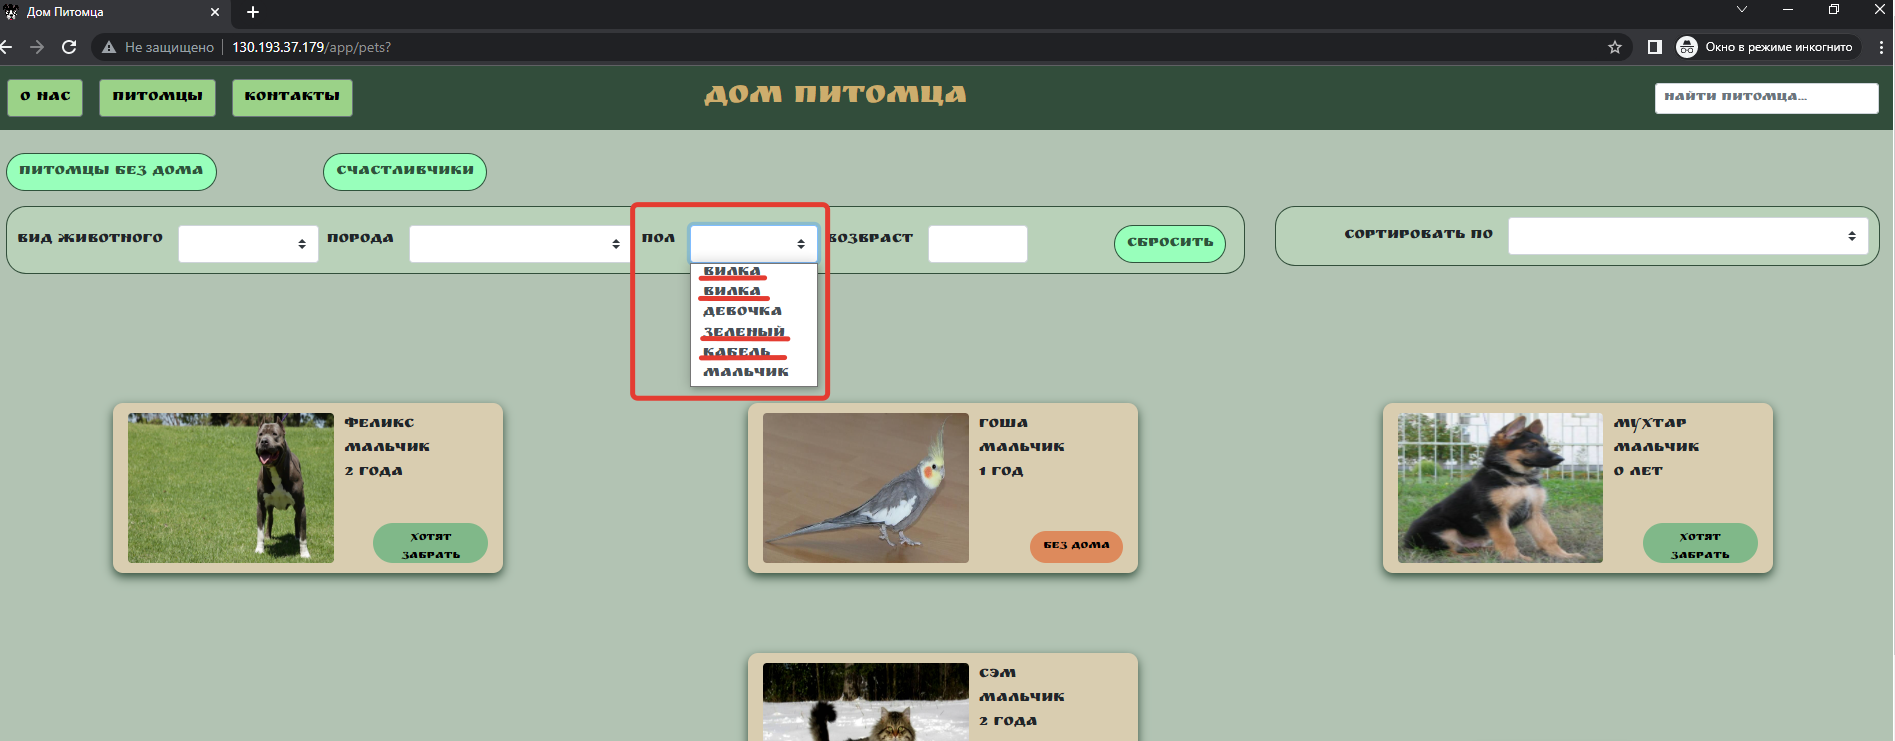 Дом Питомца
Не защищено 130.193.37.179/app/pets?
Окно в режиме инкогнито
О НАС ПИТОМЦЫ КОНТАКТЫ
ДОМ ПИТОМЦА
НАЙТИ ПИТОМЦА...
ПИТОМЦЫ БЕЗ ДОМА СЧАСТЛИВЧИКИ
ВИД ЖИВОТНОГО ПОРОДА ПОЛ ВОЗВРАСТ СБРОСИТЬ СОРТИРОВАТЬ ПО
ВИЛКА
ВИЛКА
ДЕВОЧКА
ЗЕЛЕНЫЙ
КАБЕЛЬ
МАЛЬЧИК
ФЕЛИКС
МАЛЬЧИК
2 ГОДА
ХОТЯТ
ЗАБРАТЬ
ГОША
МАЛЬЧИК
1 ГОД
БЕЗ ДОМА
МУХТАР
МАЛЬЧИК
0 ЛЕТ
ХОТЯТ
ЗАБРАТЬ
СЭМ
МАЛЬЧИК
2 ГОДА